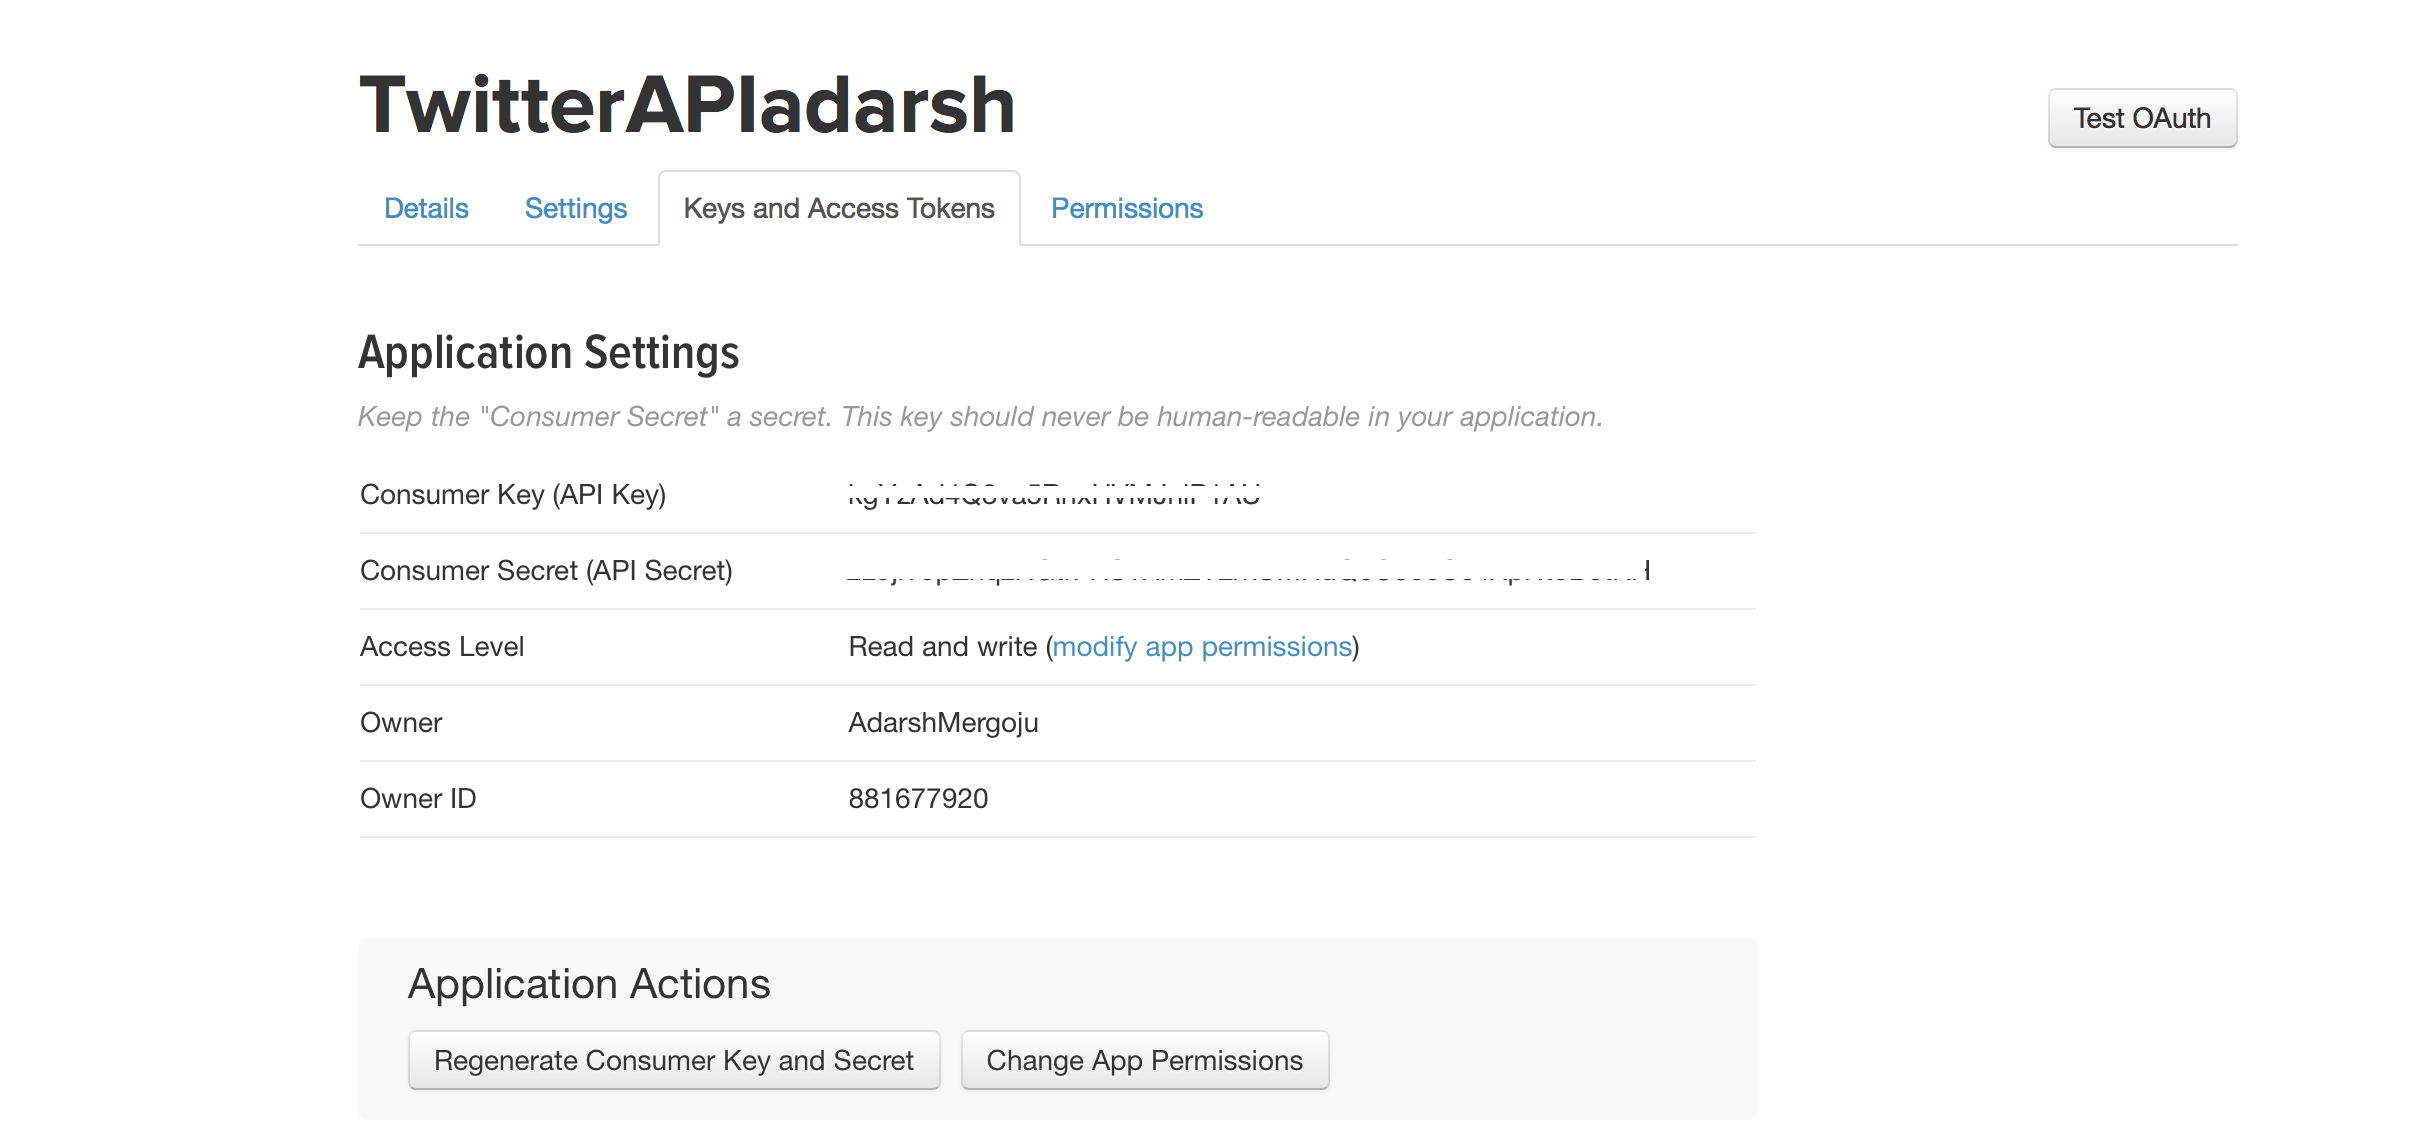 TwitterAPIadarsh
Test OAuth
Details Settings Keys and Access Tokens Permissions
Application Settings
Keep the "Consumer Secret" a secret. This key should never be human-readable in your application.
Consumer Key (API Key)
Consumer Secret (API Secret)
Access Level Read and write (modify app permissions)
Owner AdarshMergoju
Owner ID 881677920
Application Actions
Regenerate Consumer Key and Secret Change App Permissions